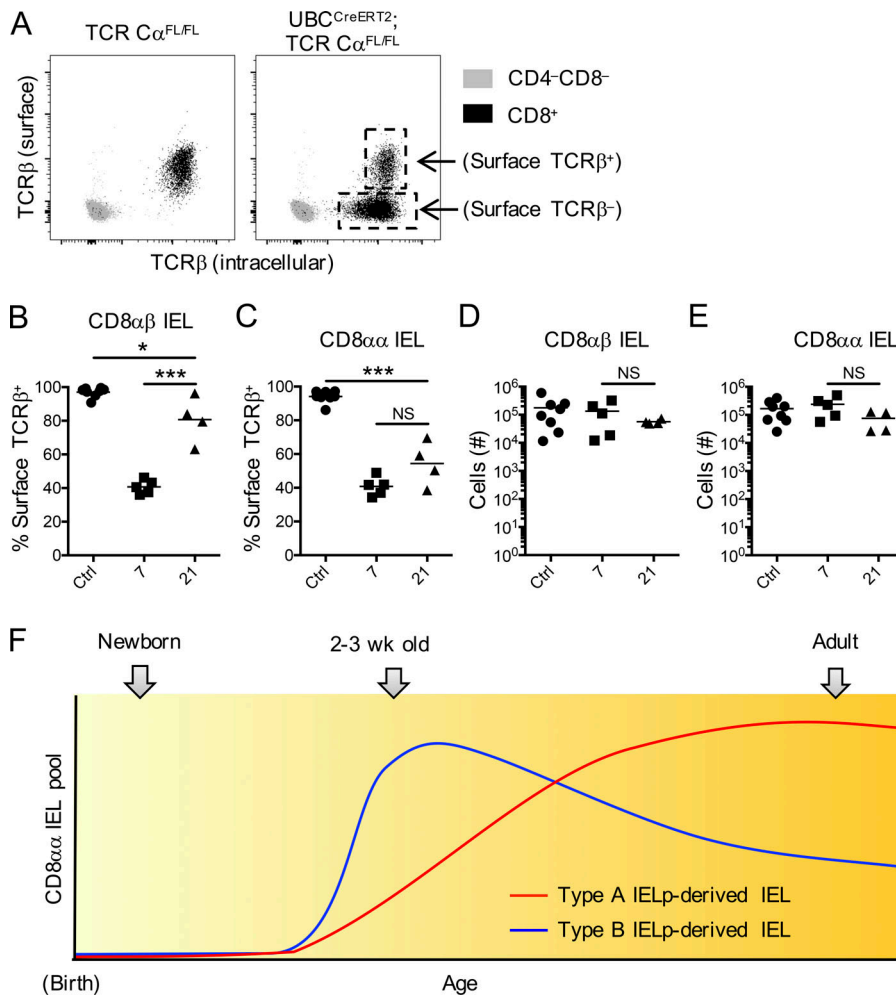 A
TCR Cα^FL/FL
UBC^CreERT2;
TCR Cα^FL/FL
TCRβ (surface)
TCRβ (intracellular)
CD4⁻CD8⁻
CD8⁺
(Surface TCRβ⁺)
(Surface TCRβ⁻)
B
CD8αβ IEL
*
***
% Surface TCRβ⁺
100
80
60
40
20
0
Ctrl
7
21
C
CD8αα IEL
***
NS
% Surface TCRβ⁺
100
80
60
40
20
0
Ctrl
7
21
D
CD8αβ IEL
NS
Cells (#)
10⁶
10⁵
10⁴
10³
10²
10¹
10⁰
Ctrl
7
21
E
CD8αα IEL
NS
Cells (#)
10⁶
10⁵
10⁴
10³
10²
10¹
10⁰
Ctrl
7
21
F
Newborn
2-3 wk old
Adult
CD8αα IEL pool
Type A IELp-derived IEL
Type B IELp-derived IEL
(Birth)
Age